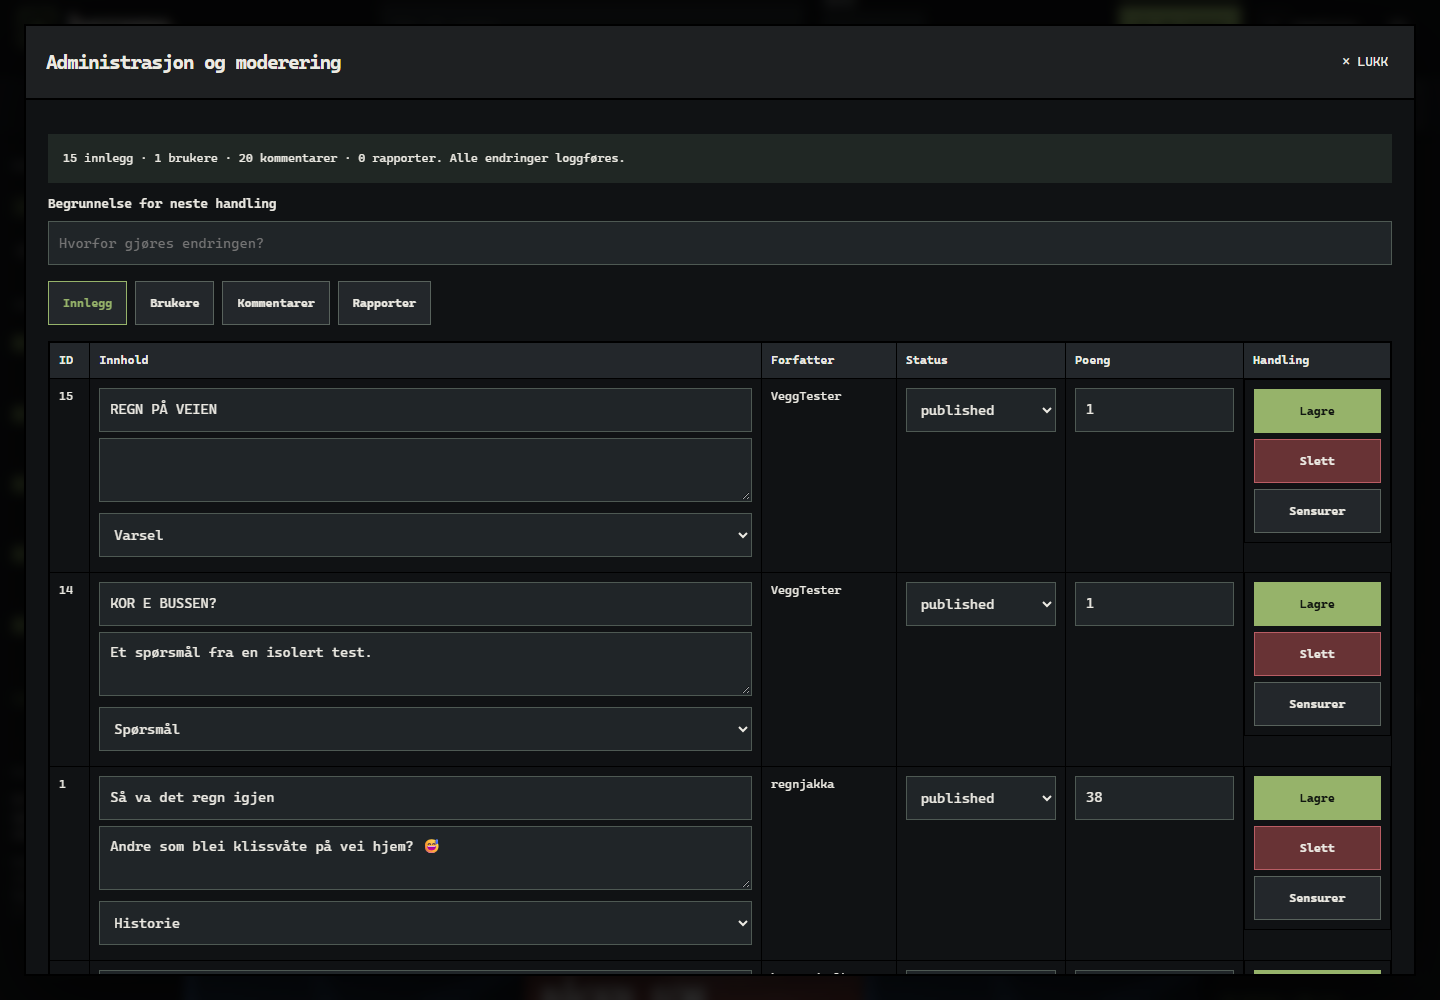 Administrasjon og moderering
× LUKK
15 innlegg · 1 brukere · 20 kommentarer · 0 rapporter. Alle endringer loggføres.
Begrunnelse for neste handling
Hvorfor gjøres endringen?
Innlegg Brukere Kommentarer Rapporter
ID Innhold Forfatter Status Poeng Handling
15 REGN PÅ VEIEN VeggTester published 1 Lagre
Slett
Varsel Sensurer
14 KOR E BUSSEN? VeggTester published 1 Lagre
Et spørsmål fra en isolert test. Slett
Spørsmål Sensurer
1 Så va det regn igjen regnjakka published 38 Lagre
Andre som blei klissvåte på vei hjem? 😅 Slett
Historie Sensurer